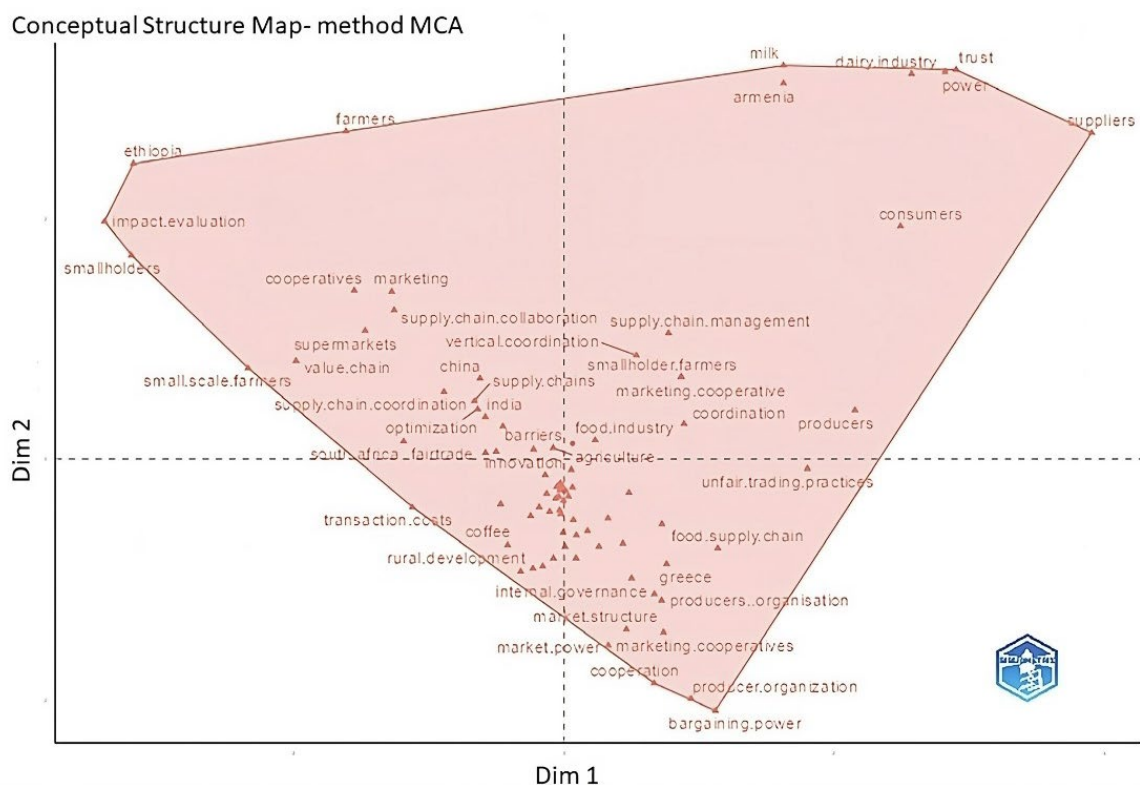 Conceptual Structure Map- method MCA
milk
dairy.industry
trust
armenia
power
farmers
suppliers
ethiopia
consumers
impact.evaluation
smallholders
cooperatives
marketing
supply.chain.collaboration
supply.chain.management
vertical.coordination
supermarkets
smallholder.farmers
value.chain
china
small.scale.farmers
supply.chains
marketing.cooperative
supply.chain.coordination
india
coordination
producers
optimization
barriers
food.industry
south.africa
fairtrade
innovation
agriculture
Dim 2
unfair.trading.practices
transaction.costs
coffee
food.supply.chain
rural.development
greece
internal.governance
producers..organisation
market.structure
market.power
marketing.cooperatives
cooperation
producer.organization
bargaining.power
Dim 1